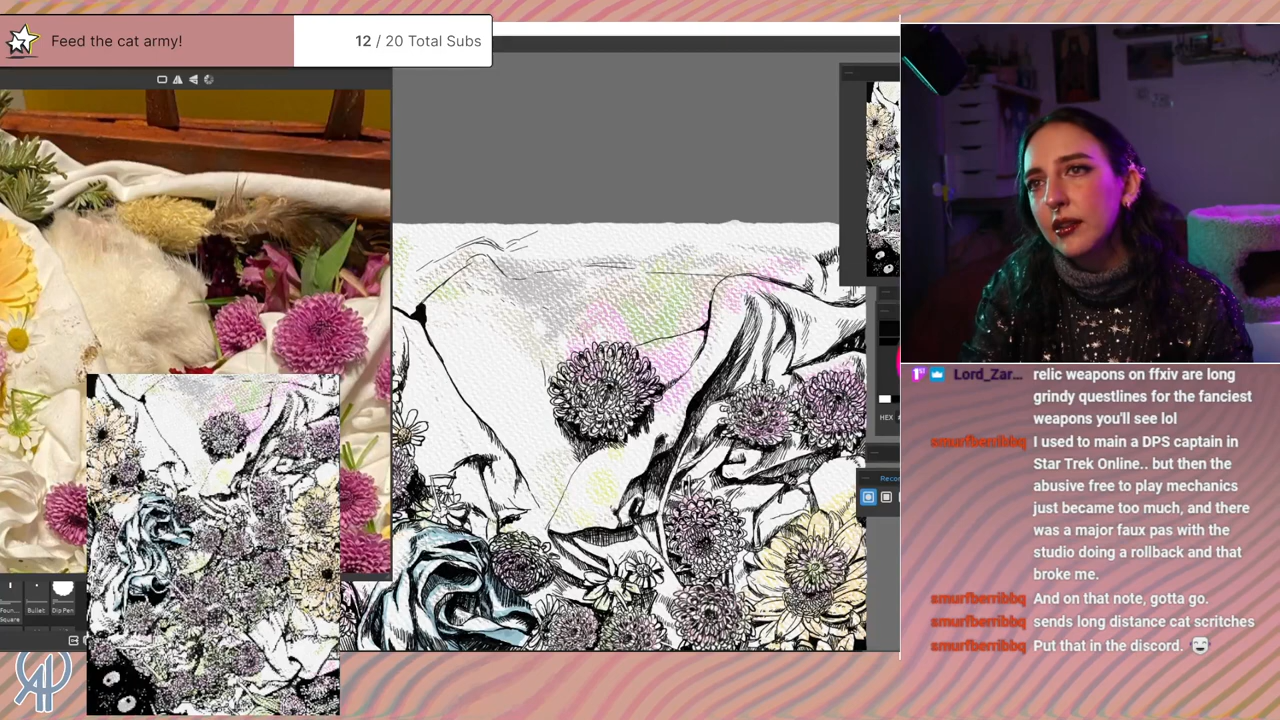 Feed the cat army!
12 / 20 Total Subs
Lord_Zar...
relic weapons on ffxiv are long
grindy questlines for the fanciest
weapons you'll see lol
smurfberribbq I used to main a DPS captain in
Star Trek Online.. but then the
abusive free to play mechanics
just became too much, and there
was a major faux pas with the
studio doing a rollback and that
broke me.
smurfberribbq And on that note, gotta go.
smurfberribbq sends long distance cat scritches
smurfberribbq Put that in the discord.
HEX
Recor
Foun... Bullet Dip Pen
Square